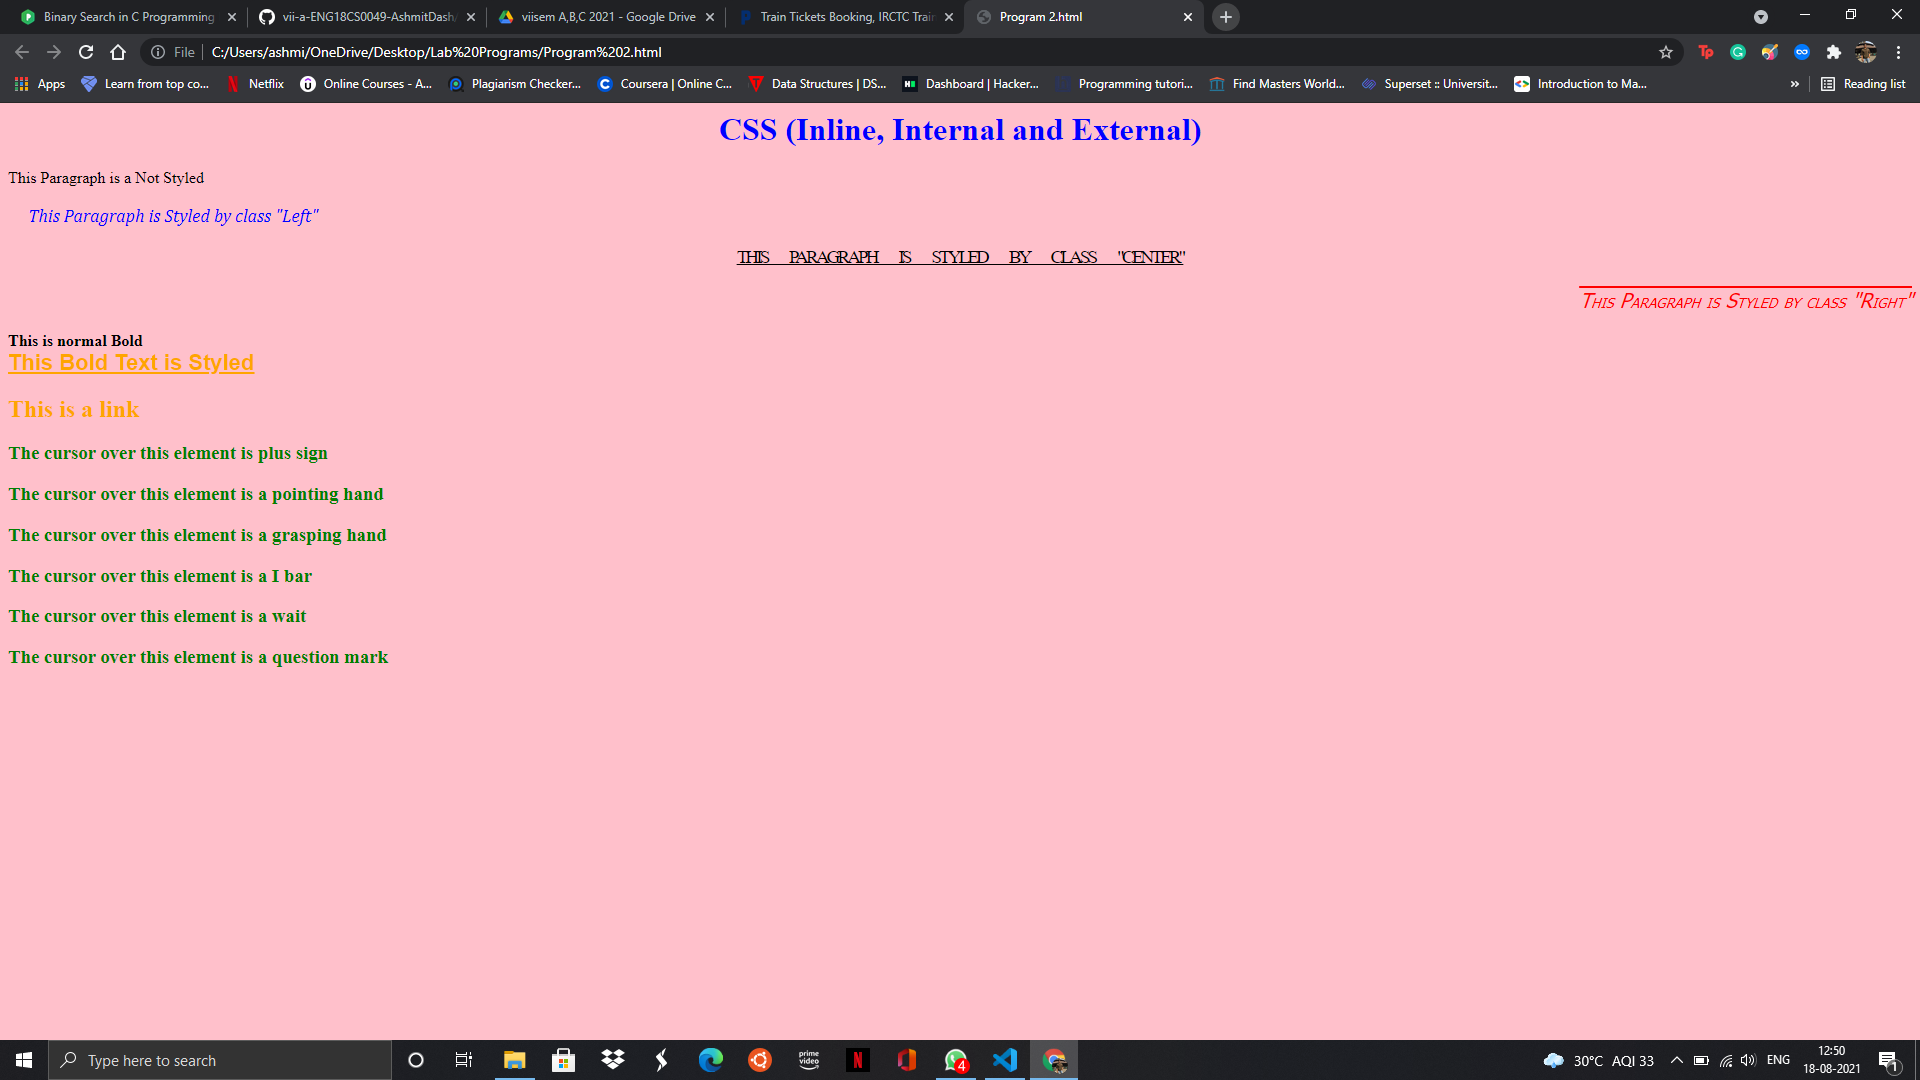 Binary Search in C Programming
vii-a-ENG18CS0049-AshmitDash/
viisem A,B,C 2021 - Google Drive
Train Tickets Booking, IRCTC Train
Program 2.html
File
C:/Users/ashmi/OneDrive/Desktop/Lab%20Programs/Program%202.html
Apps
Learn from top co...
Netflix
Online Courses - A...
Plagiarism Checker...
Coursera | Online C...
Data Structures | DS...
Dashboard | Hacker...
Programming tutori...
Find Masters World...
Superset :: Universit...
Introduction to Ma...
»
Reading list
CSS (Inline, Internal and External)
This Paragraph is a Not Styled
This Paragraph is Styled by class "Left"
THIS PARAGRAPH IS STYLED BY CLASS "CENTER"
This Paragraph is Styled by class "Right"
This is normal Bold
This Bold Text is Styled
This is a link
The cursor over this element is plus sign
The cursor over this element is a pointing hand
The cursor over this element is a grasping hand
The cursor over this element is a I bar
The cursor over this element is a wait
The cursor over this element is a question mark
Type here to search
prime
video
4
30°C AQI 33
ENG
12:50
18-08-2021
1